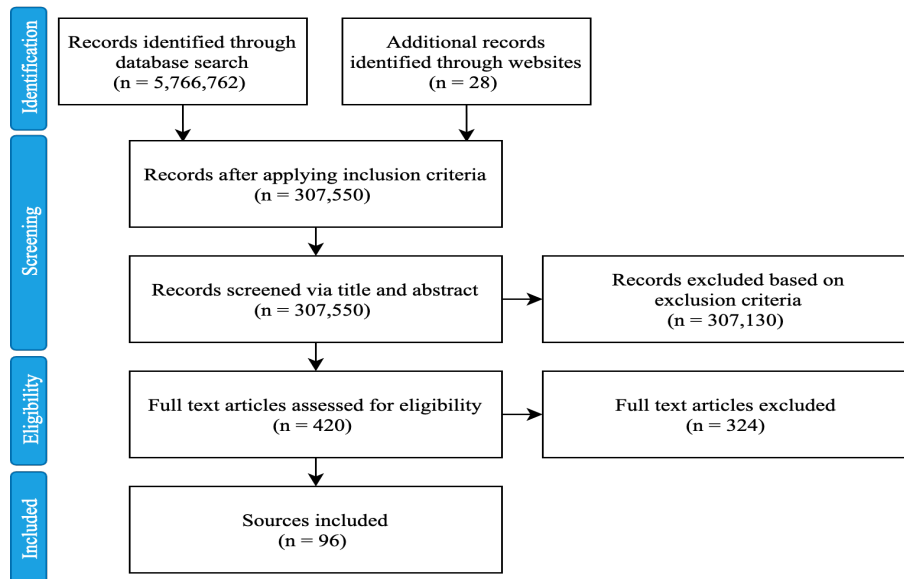 Identification
Records identified through
database search
(n = 5,766,762)
Additional records
identified through websites
(n = 28)
Screening
Records after applying inclusion criteria
(n = 307,550)
Records screened via title and abstract
(n = 307,550)
Records excluded based on
exclusion criteria
(n = 307,130)
Eligibility
Full text articles assessed for eligibility
(n = 420)
Full text articles excluded
(n = 324)
Included
Sources included
(n = 96)